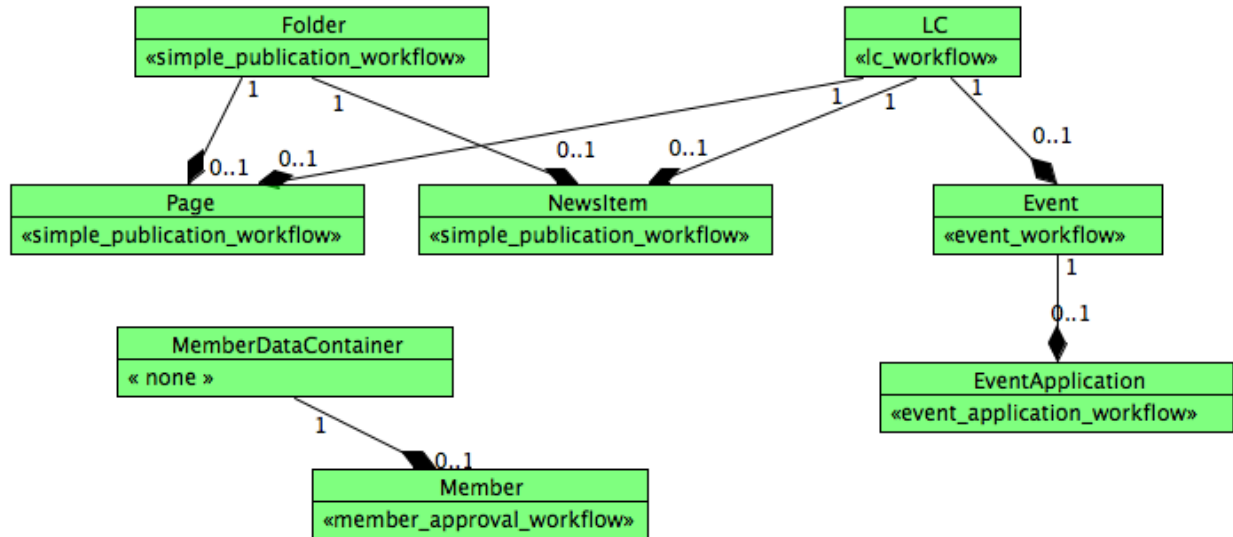 Folder
«simple_publication_workflow»
LC
«lc_workflow»
1
1
1
1
1
0..1
0..1
0..1
0..1
0..1
Page
«simple_publication_workflow»
NewsItem
«simple_publication_workflow»
Event
«event_workflow»
1
0..1
MemberDataContainer
« none »
EventApplication
«event_application_workflow»
1
0..1
Member
«member_approval_workflow»